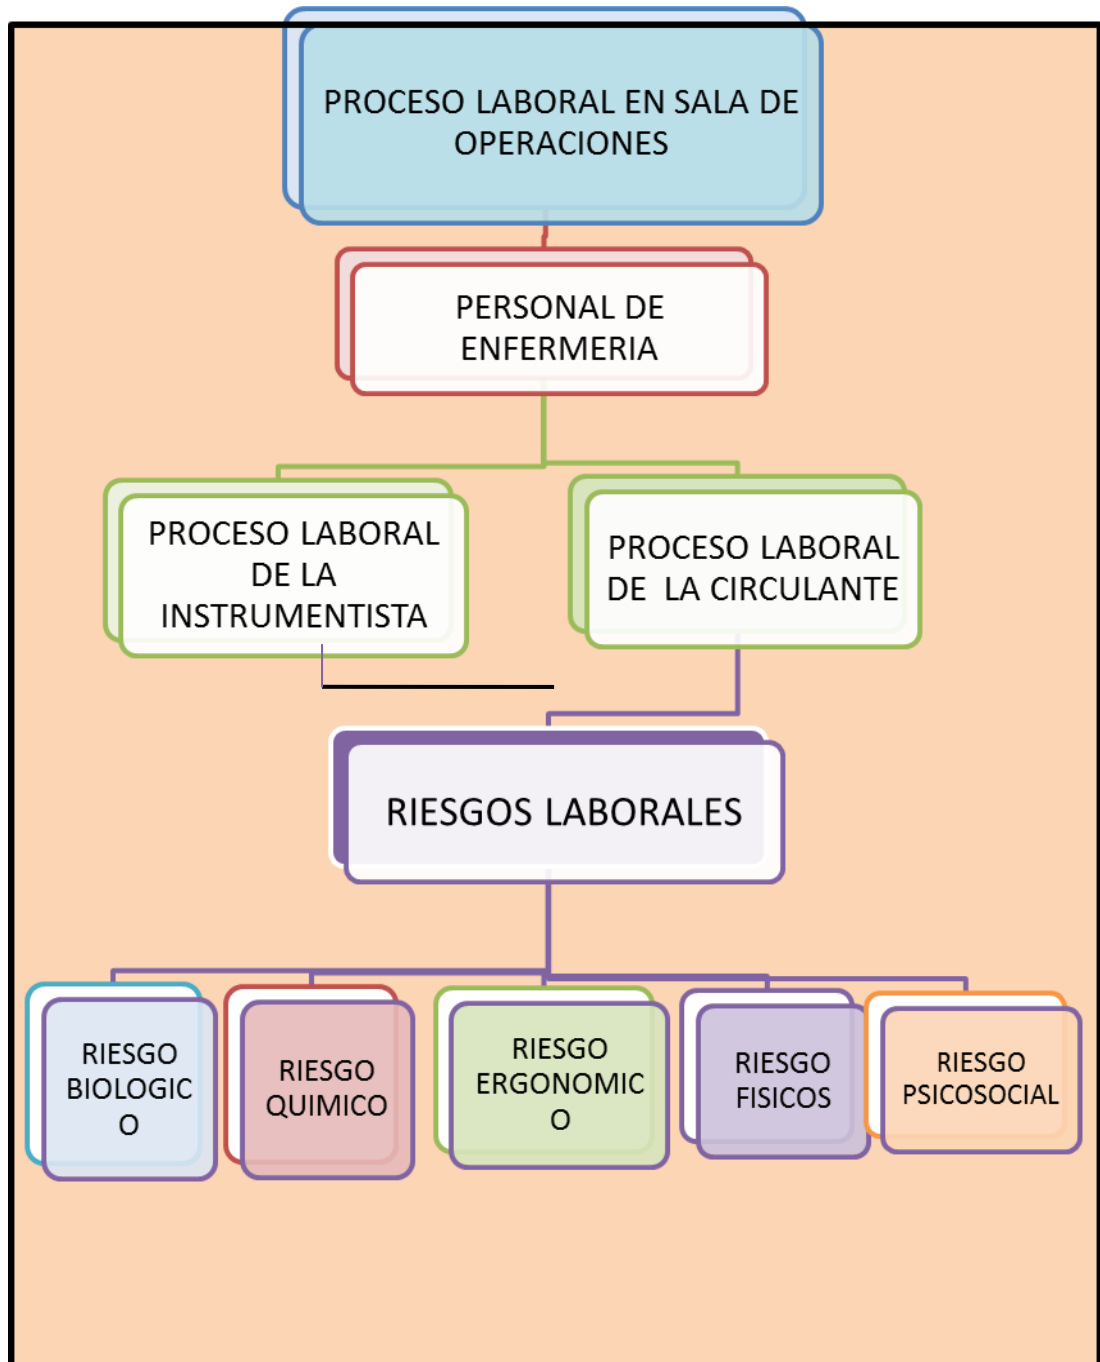 PROCESO LABORAL EN SALA DE
OPERACIONES
PERSONAL DE
ENFERMERIA
PROCESO LABORAL
DE LA
INSTRUMENTISTA
PROCESO LABORAL
DE LA CIRCULANTE
RIESGOS LABORALES
RIESGO
BIOLOGIC
O
RIESGO
QUIMICO
RIESGO
ERGONOMIC
O
RIESGO
FISICOS
RIESGO
PSICOSOCIAL